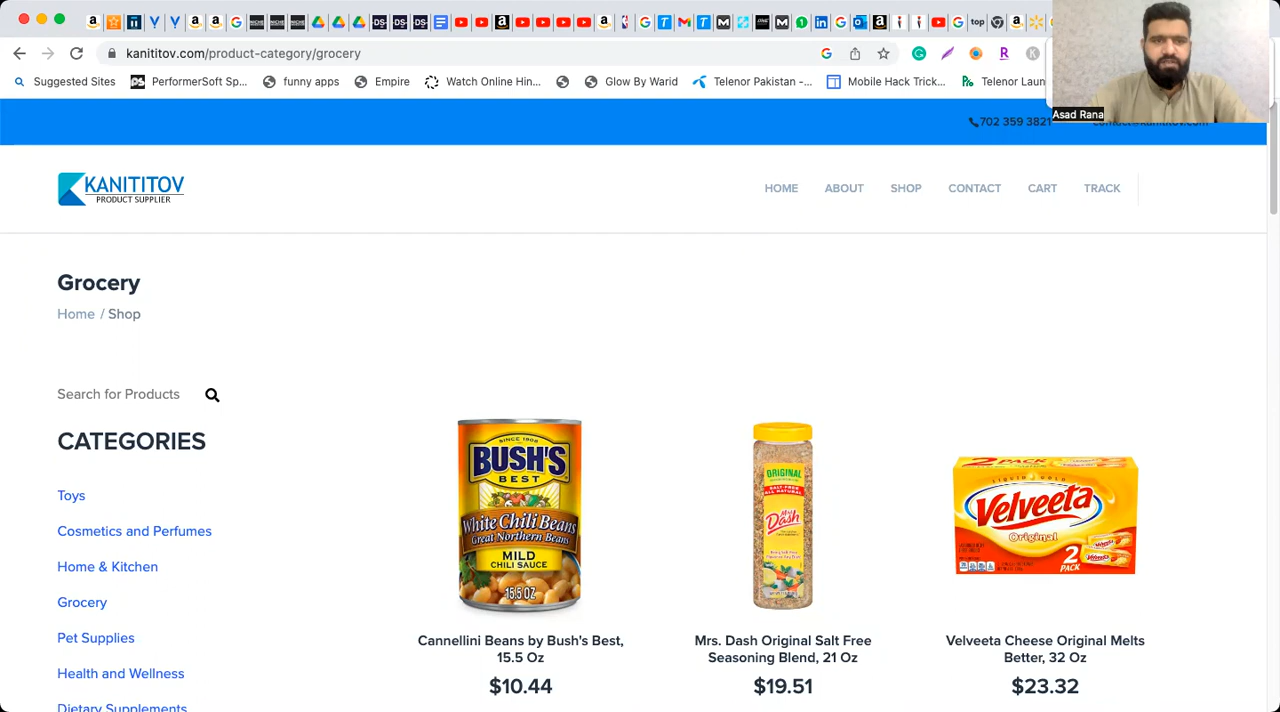 kanititov.com/product-category/grocery
Suggested Sites
PerformerSoft Sp...
funny apps
Empire
Watch Online Hin...
Glow By Warid
Telenor Pakistan -...
Mobile Hack Trick...
Telenor Laun
Asad Rana
702 359 3821
KANITITOV
PRODUCT SUPPLIER
HOME
ABOUT
SHOP
CONTACT
CART
TRACK
Grocery
Home / Shop
Search for Products
CATEGORIES
Toys
Cosmetics and Perfumes
Home & Kitchen
Grocery
Pet Supplies
Health and Wellness
Dietary Supplements
SINCE 1908
BUSH'S
BEST
White Chili Beans
Great Northern Beans
MILD
CHILI SAUCE
15.5 OZ
Cannellini Beans by Bush's Best,
15.5 Oz
$10.44
ORIGINAL
SALT-FREE
ALL NATURAL
Dash
Mrs. Dash Original Salt Free
Seasoning Blend, 21 Oz
$19.51
2 PACK
LIQUID GOLD
Velveeta
Original
2
PACK
Velveeta Cheese Original Melts
Better, 32 Oz
$23.32